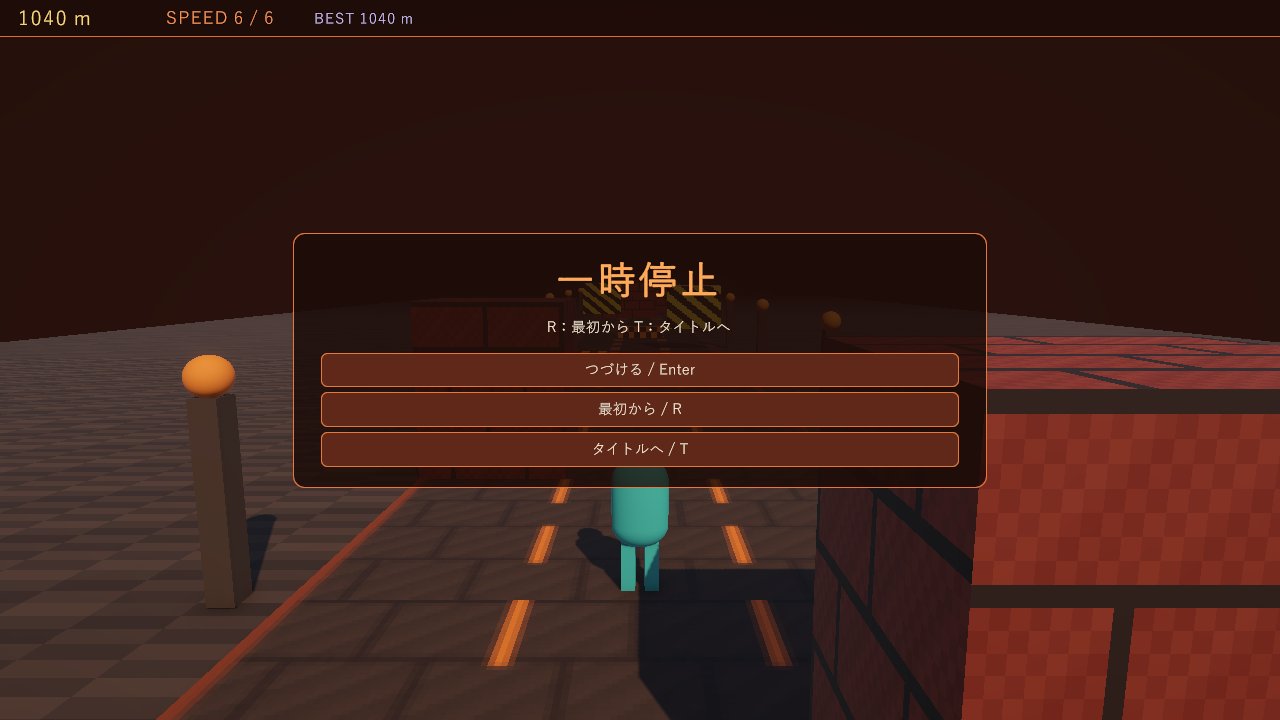 1040 m SPEED 6 / 6 BEST 1040 m
一時停止
R：最初から T：タイトルへ
つづける / Enter
最初から / R
タイトルへ / T